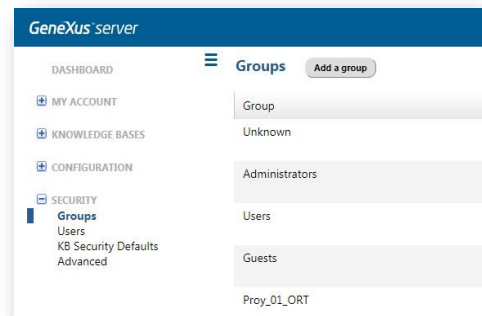 GeneXus server
DASHBOARD
MY ACCOUNT
KNOWLEDGE BASES
CONFIGURATION
SECURITY
Groups
Users
KB Security Defaults
Advanced
Groups
Add a group
Group
Unknown
Administrators
Users
Guests
Proy_01_ORT